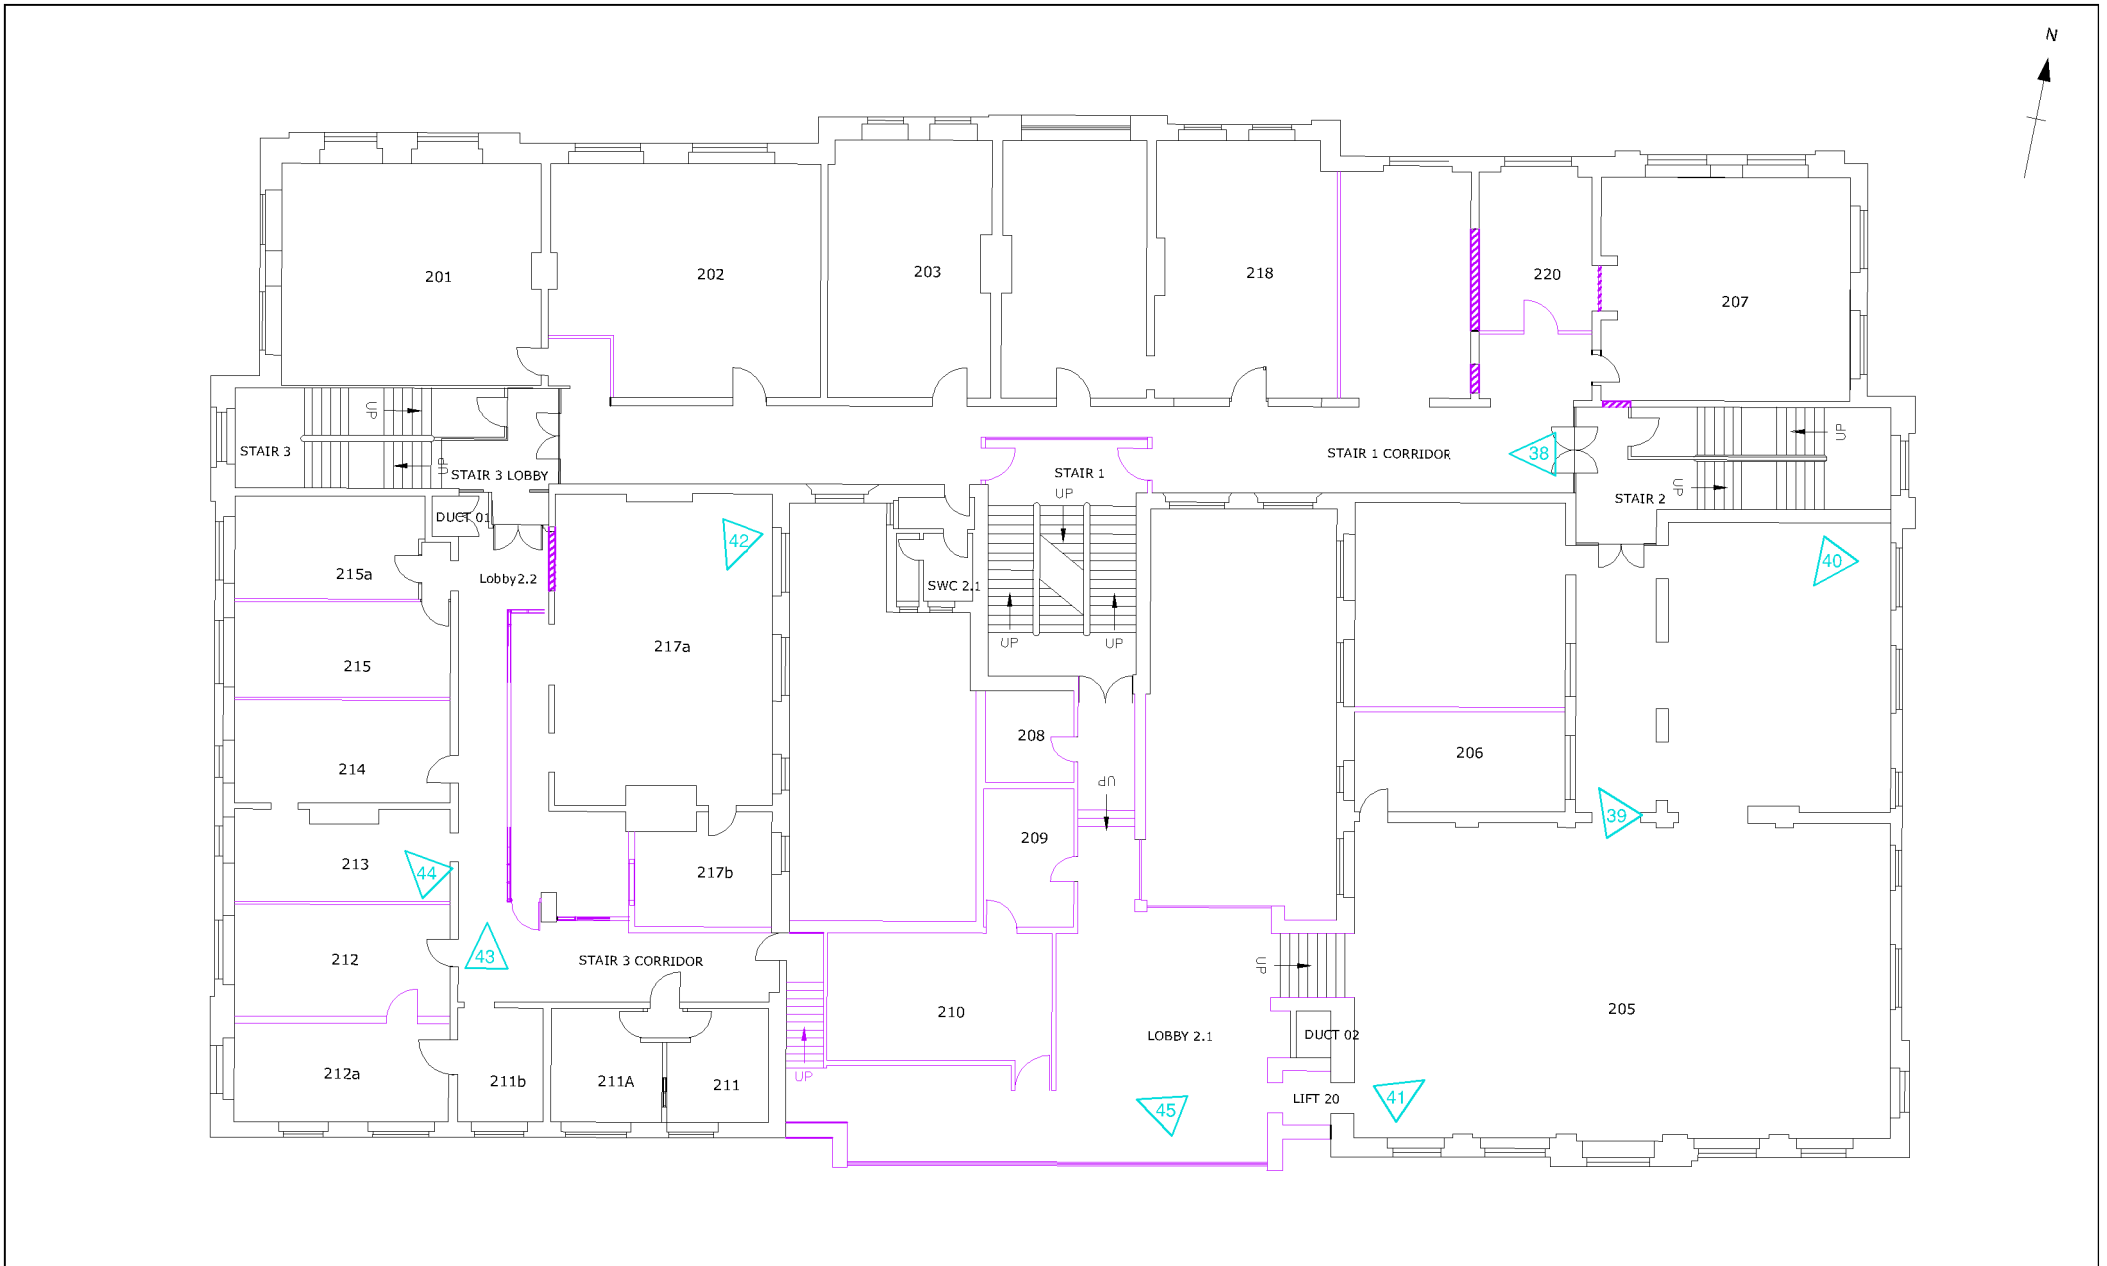 N
201
202
203
218
220
207
UP
STAIR 3
UP
STAIR 3 LOBBY
STAIR 1
UP
STAIR 1 CORRIDOR
38
UP
UP
STAIR 2
DUCT 01
42
40
215a
Lobby2.2
SWC 2.1
217a
UP
UP
215
208
206
214
UP
39
209
213
44
217b
43
212
STAIR 3 CORRIDOR
UP
210
205
LOBBY 2.1
DUCT 02
212a
211b
211A
211
UP
45
LIFT 20
41